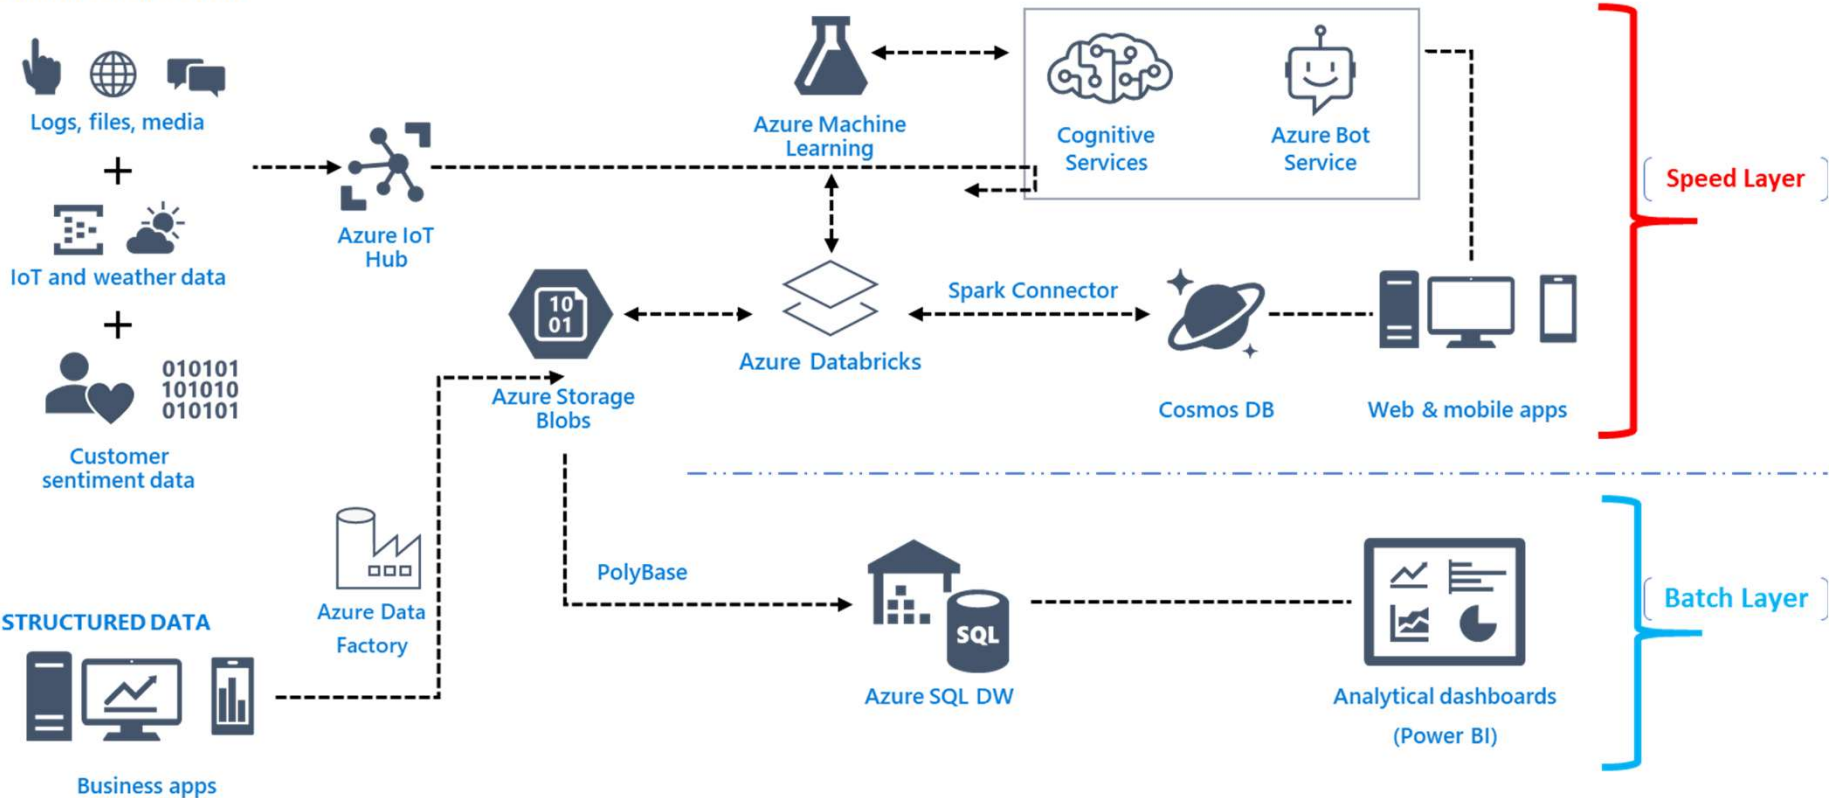 Logs, files, media
+
IoT and weather data
+
010101
101010
010101
Customer
sentiment data
STRUCTURED DATA
Business apps
Azure IoT
Hub
Azure Data
Factory
10
01
Azure Storage
Blobs
PolyBase
Azure Machine
Learning
Azure Databricks
Spark Connector
Cognitive
Services
Azure Bot
Service
Cosmos DB
Web & mobile apps
SQL
Azure SQL DW
Analytical dashboards
(Power BI)
Speed Layer
Batch Layer